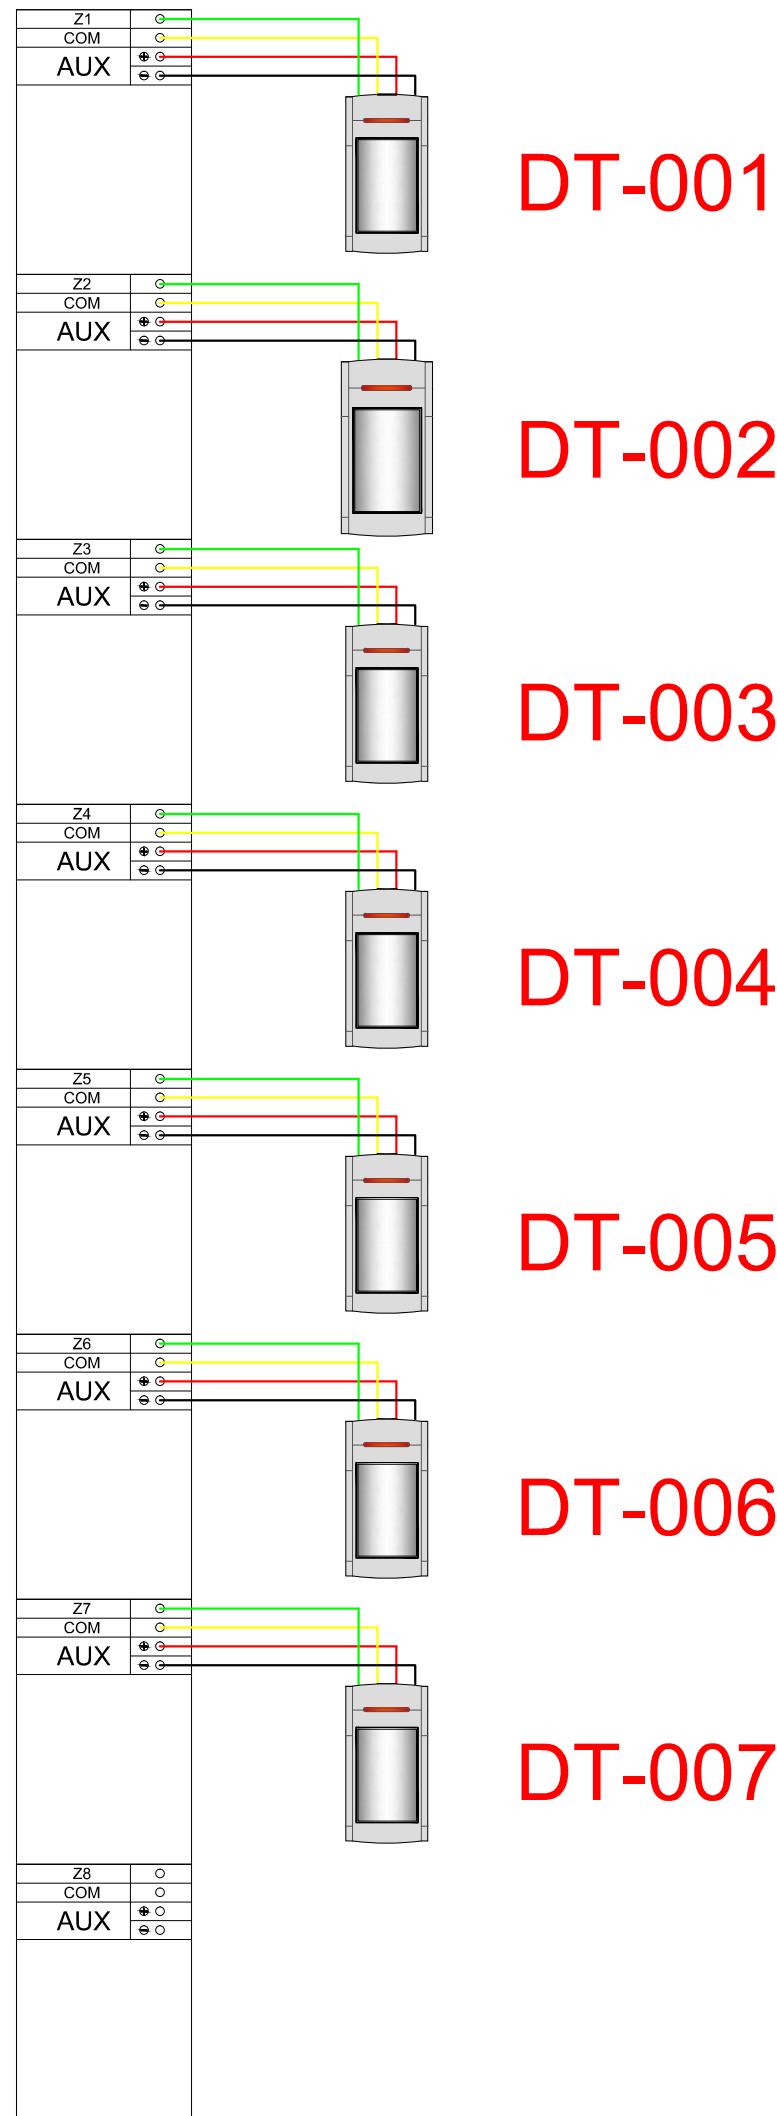 Z1
COM
AUX
DT-001
Z2
COM
AUX
DT-002
Z3
COM
AUX
DT-003
Z4
COM
AUX
DT-004
Z5
COM
AUX
DT-005
Z6
COM
AUX
DT-006
Z7
COM
AUX
DT-007
Z8
COM
AUX